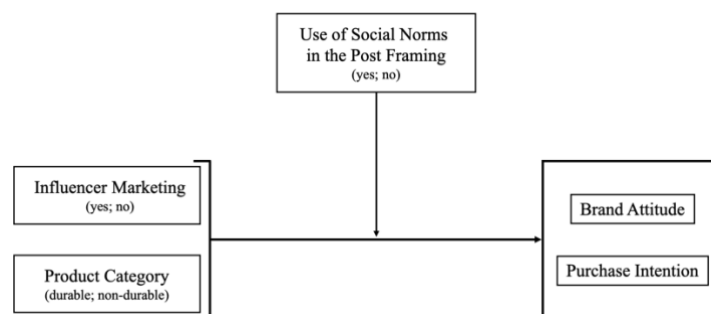 Use of Social Norms
in the Post Framing
(yes; no)
Influencer Marketing
(yes; no)
Product Category
(durable; non-durable)
Brand Attitude
Purchase Intention